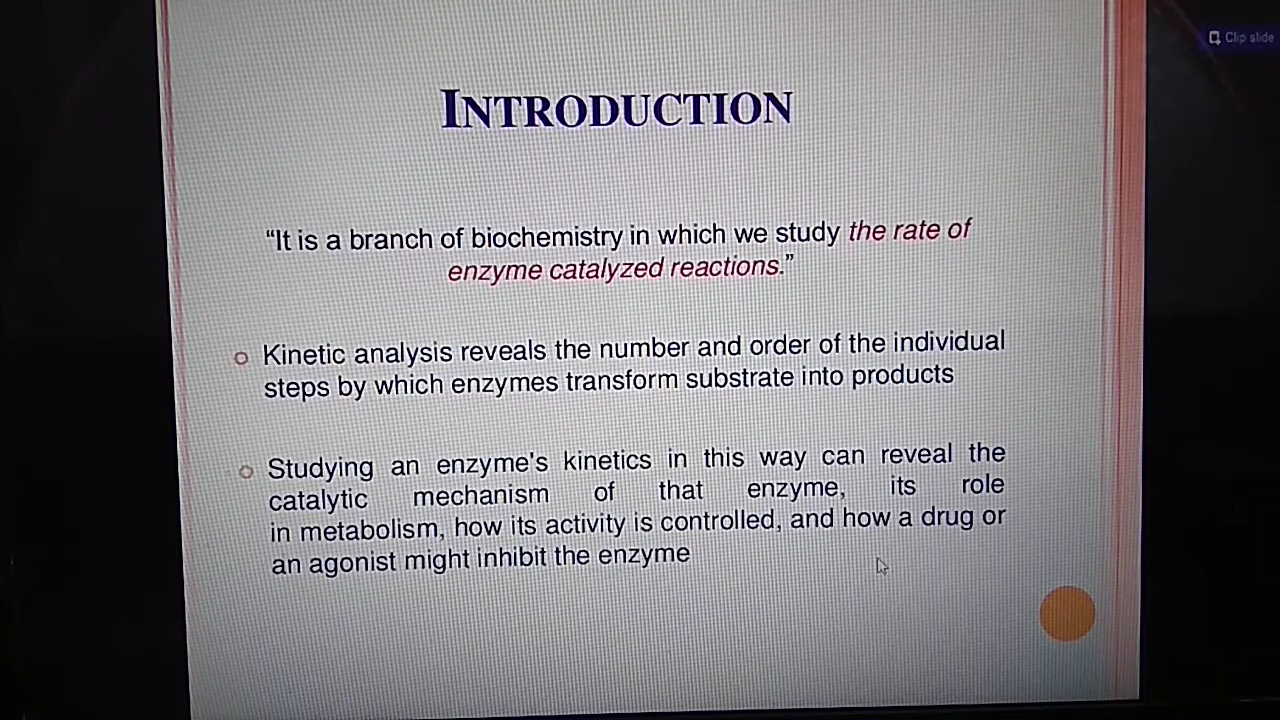 Clip slide
INTRODUCTION
“It is a branch of biochemistry in which we study the rate of
enzyme catalyzed reactions.”
Kinetic analysis reveals the number and order of the individual
steps by which enzymes transform substrate into products
Studying an enzyme's kinetics in this way can reveal the
catalytic mechanism of that enzyme, its role
in metabolism, how its activity is controlled, and how a drug or
an agonist might inhibit the enzyme